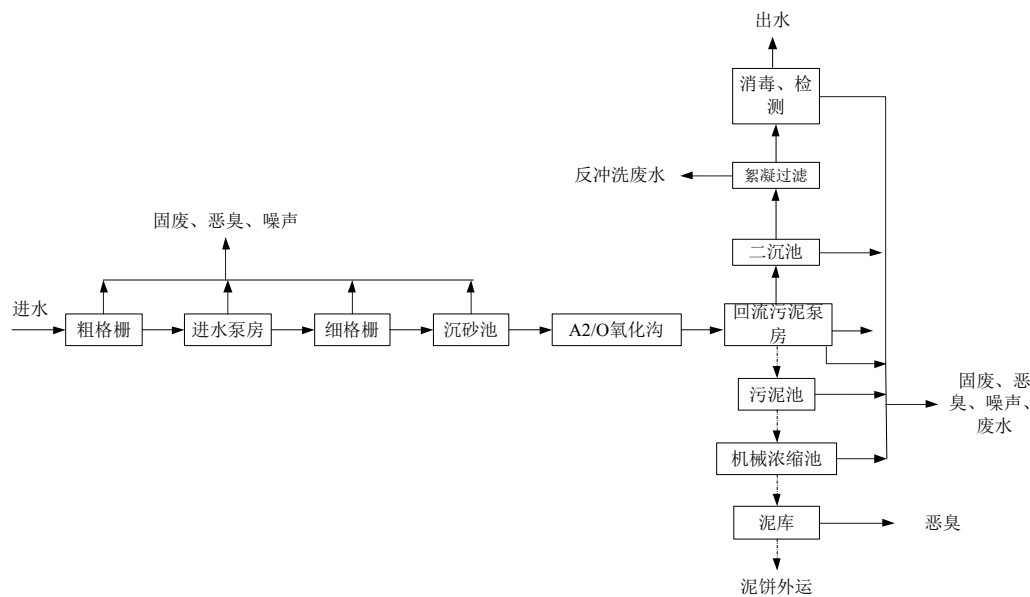 出水
消毒、检
测
反冲洗废水
絮凝过滤
固废、恶臭、噪声
二沉池
进水
粗格栅
进水泵房
细格栅
沉砂池
A2/O氧化沟
回流污泥泵
房
污泥池
固废、恶
臭、噪声、
废水
机械浓缩池
泥库
恶臭
泥饼外运